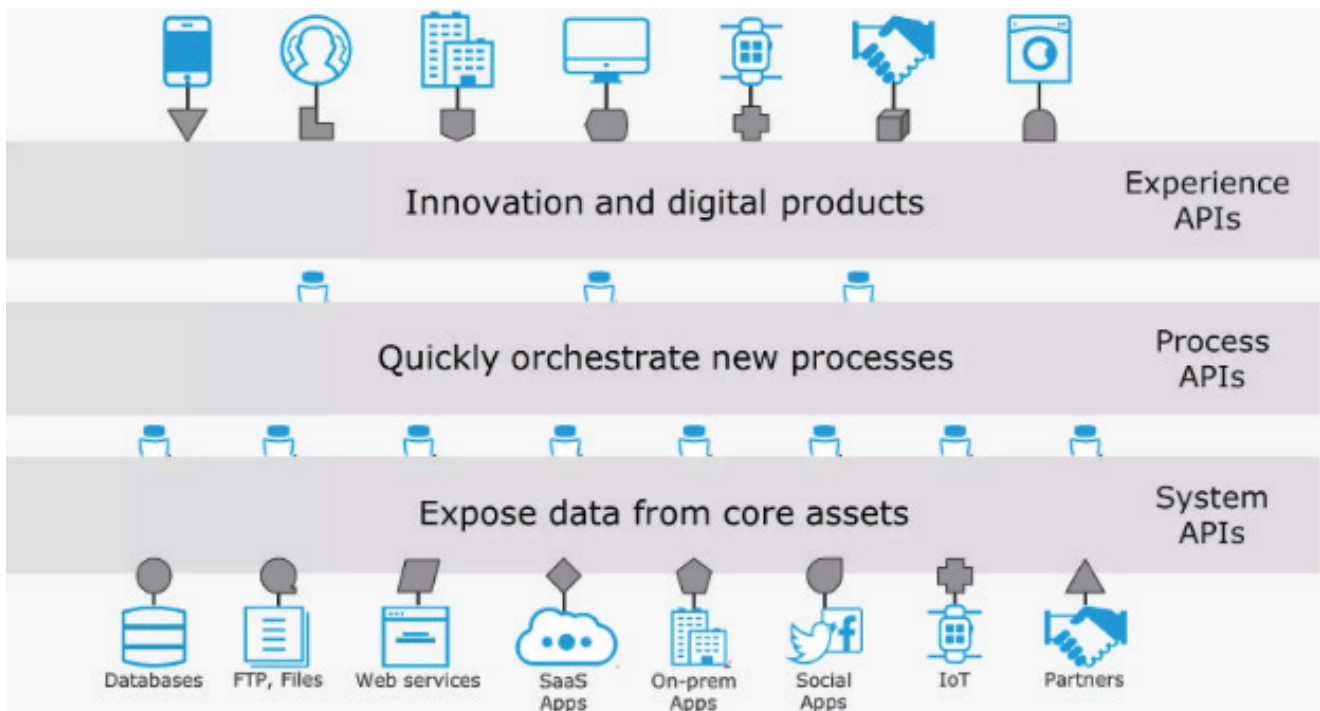 Innovation and digital products
Experience
APIs
Quickly orchestrate new processes
Process
APIs
Expose data from core assets
System
APIs
Databases
FTP, Files
Web services
SaaS
Apps
On-prem
Apps
Social
Apps
IoT
Partners